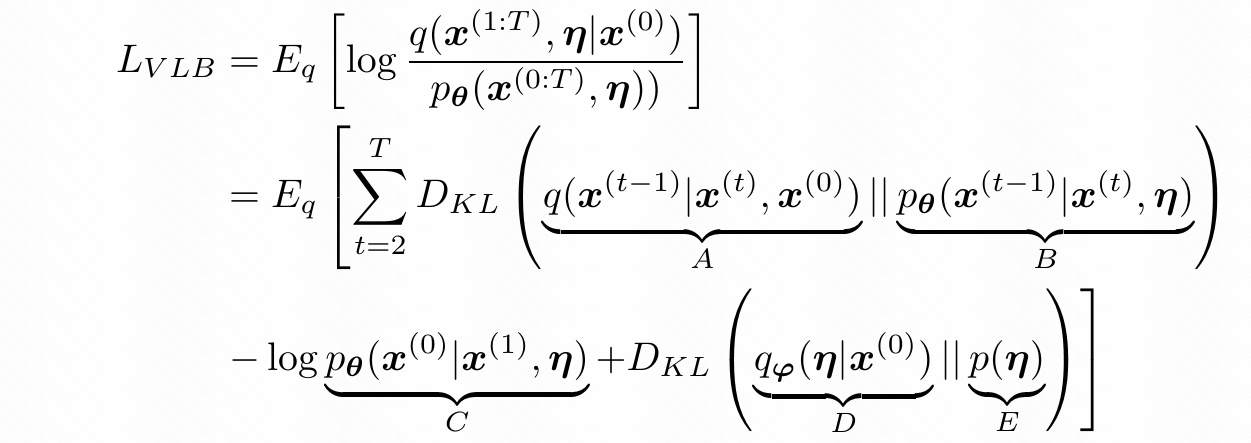 L_{VLB} = E_q \left[ \log \frac{q(\boldsymbol{x}^{(1:T)}, \boldsymbol{\eta} | \boldsymbol{x}^{(0)})}{p_{\boldsymbol{\theta}}(\boldsymbol{x}^{(0:T)}, \boldsymbol{\eta}))} \right]
= E_q \left[ \sum_{t=2}^{T} D_{KL} \left( \underbrace{q(\boldsymbol{x}^{(t-1)} | \boldsymbol{x}^{(t)}, \boldsymbol{x}^{(0)})}_{A} || \underbrace{p_{\boldsymbol{\theta}}(\boldsymbol{x}^{(t-1)} | \boldsymbol{x}^{(t)}, \boldsymbol{\eta})}_{B} \right)
- \log \underbrace{p_{\boldsymbol{\theta}}(\boldsymbol{x}^{(0)} | \boldsymbol{x}^{(1)}, \boldsymbol{\eta})}_{C} + D_{KL} \left( \underbrace{q_{\boldsymbol{\varphi}}(\boldsymbol{\eta} | \boldsymbol{x}^{(0)})}_{D} || \underbrace{p(\boldsymbol{\eta})}_{E} \right) \right]